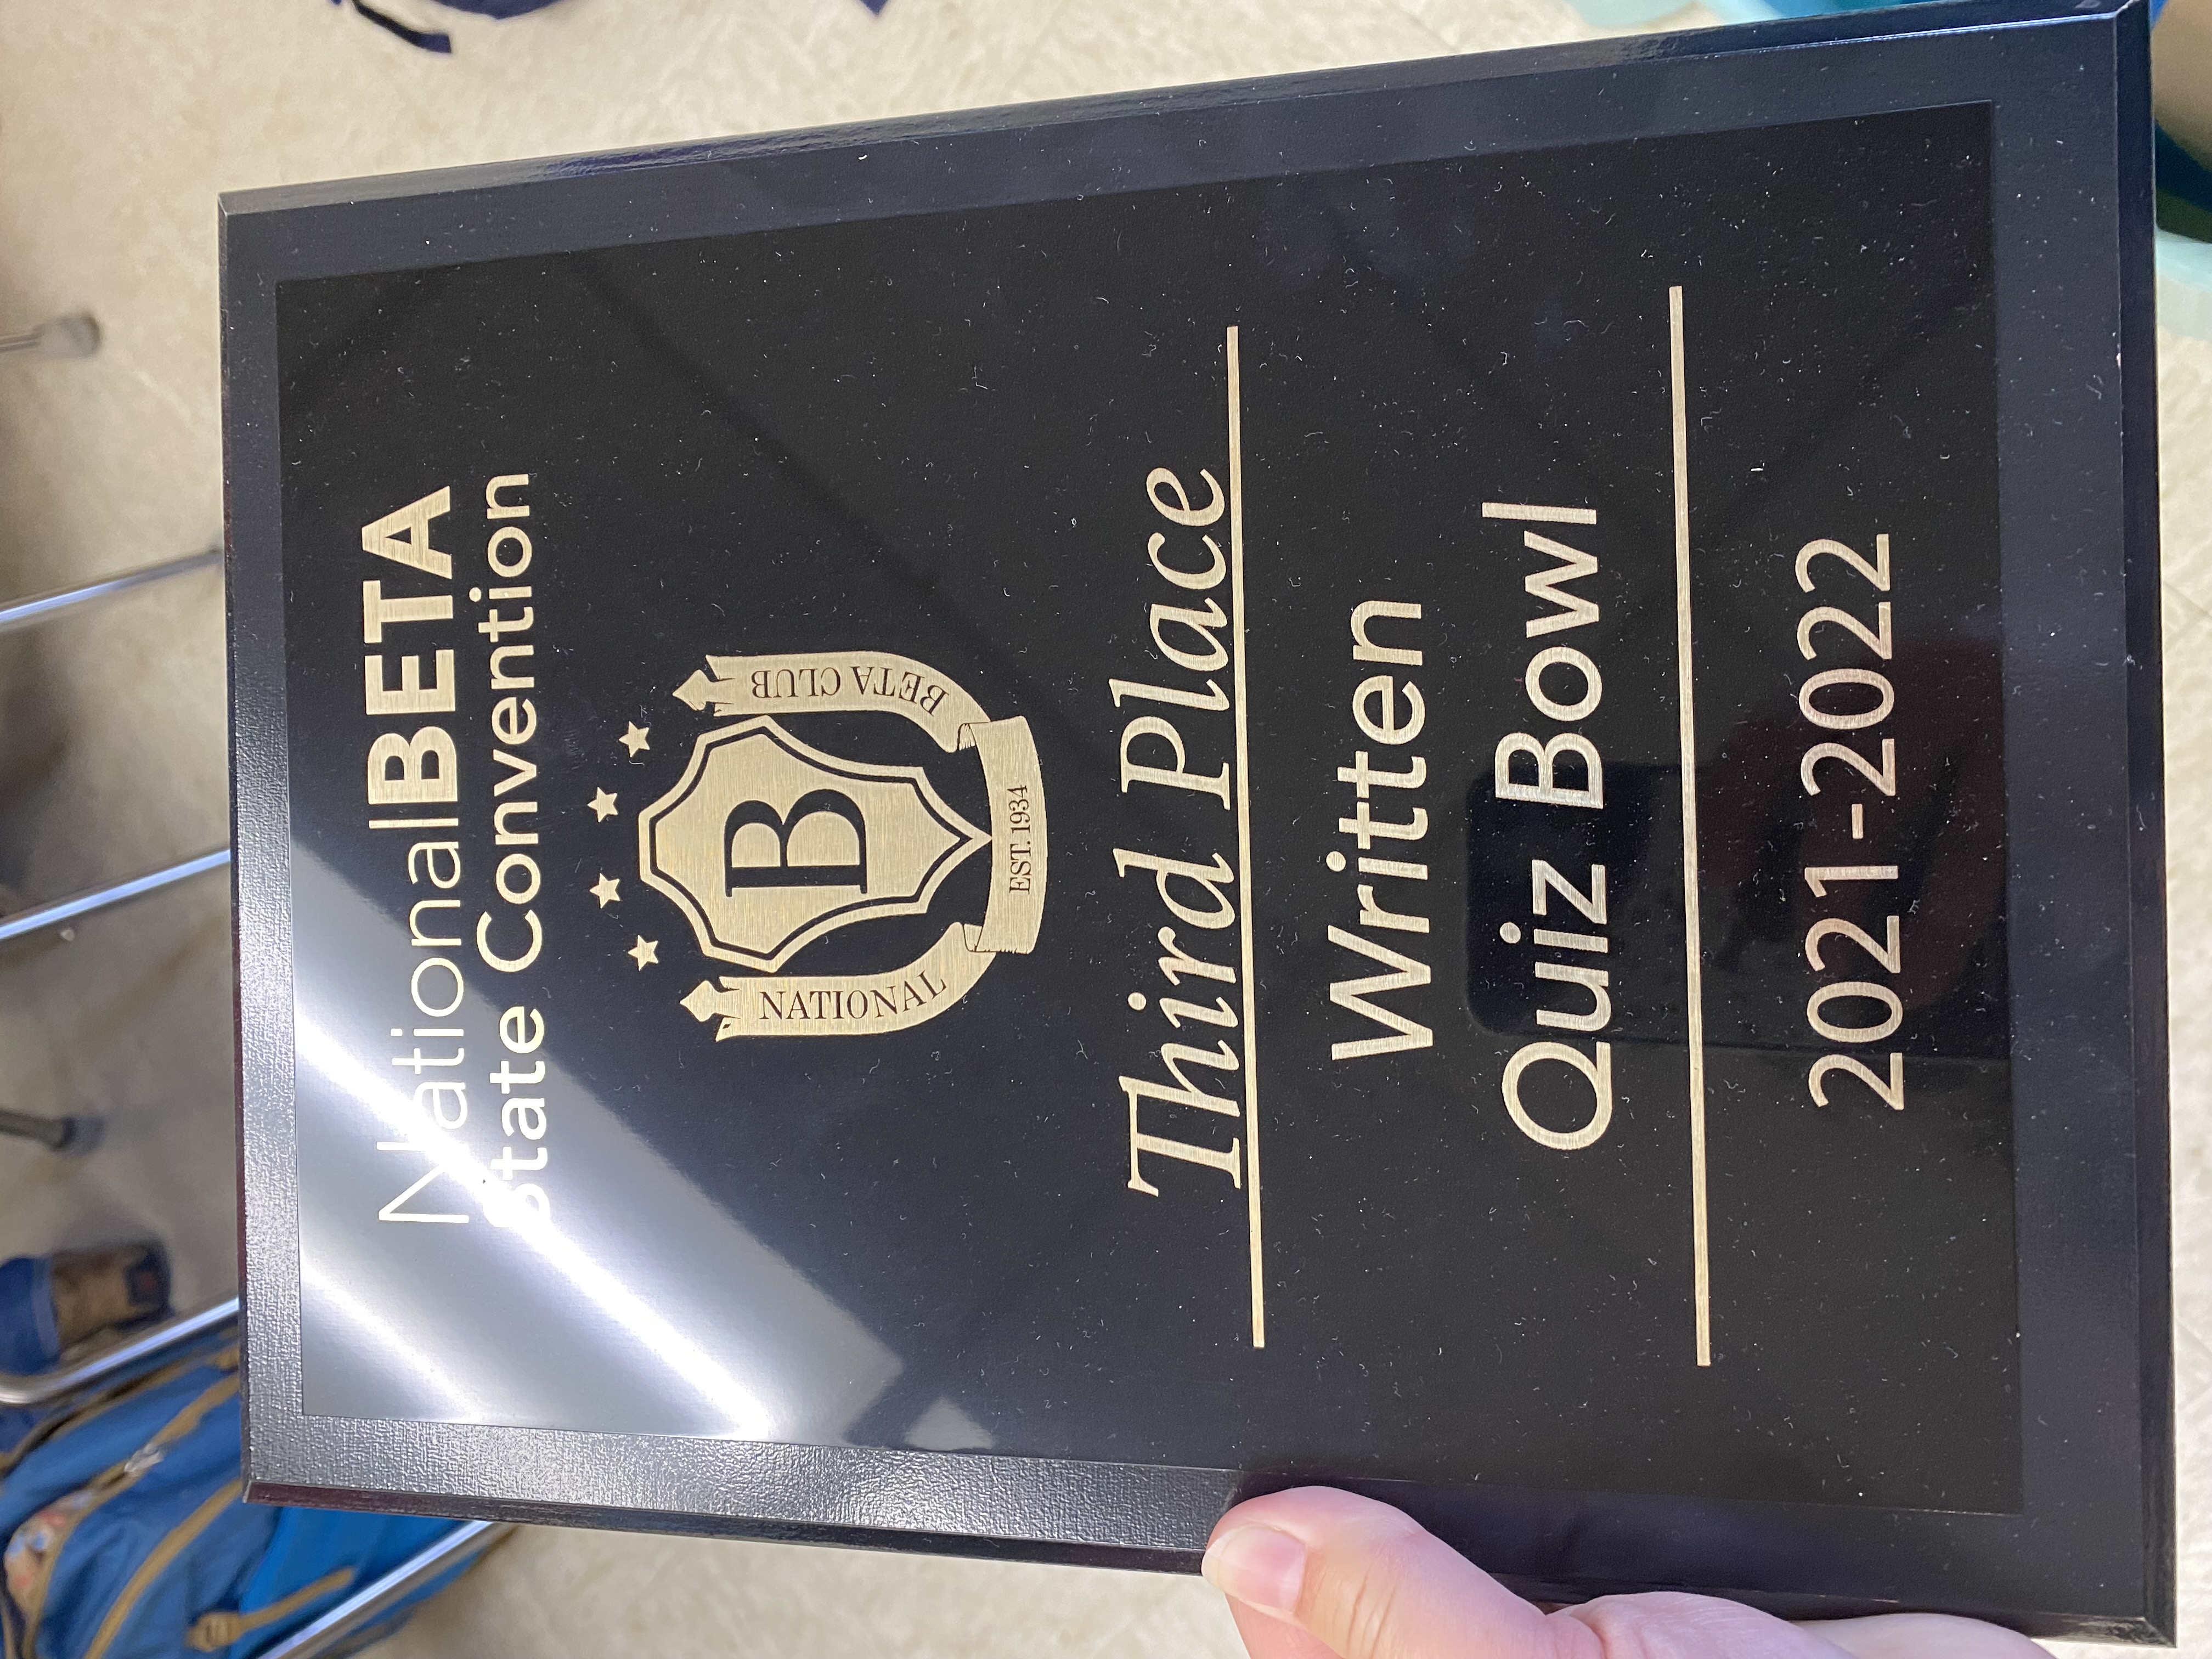 NationalBETA
State Convention
B
NATIONAL
EST. 1934
BETA CLUB
Third Place
Written
Quiz Bowl
2021-2022